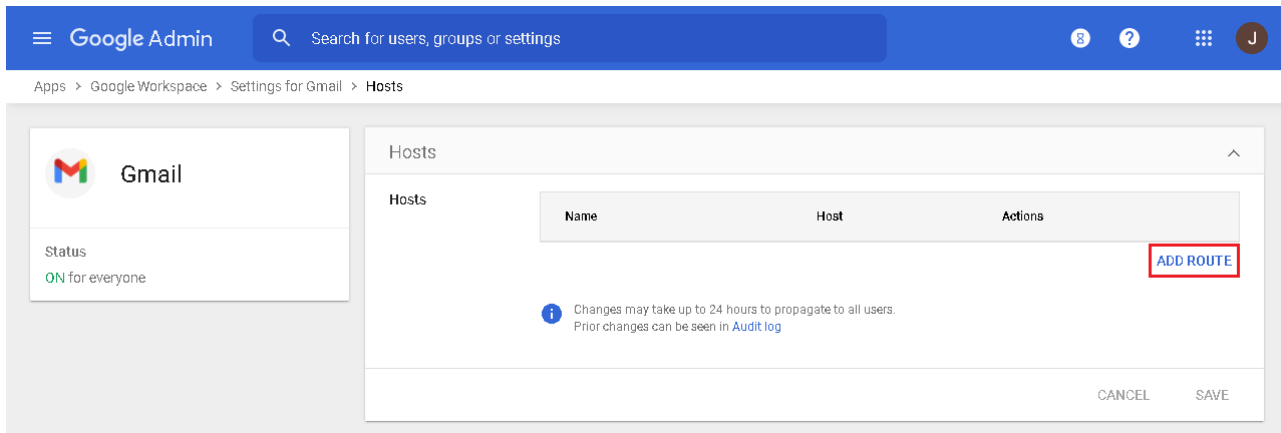 Google Admin
Search for users, groups or settings
8
?
J
Apps > Google Workspace > Settings for Gmail > Hosts
Gmail
Status
ON for everyone
Hosts
Hosts
Name Host Actions
ADD ROUTE
Changes may take up to 24 hours to propagate to all users.
Prior changes can be seen in Audit log
CANCEL SAVE